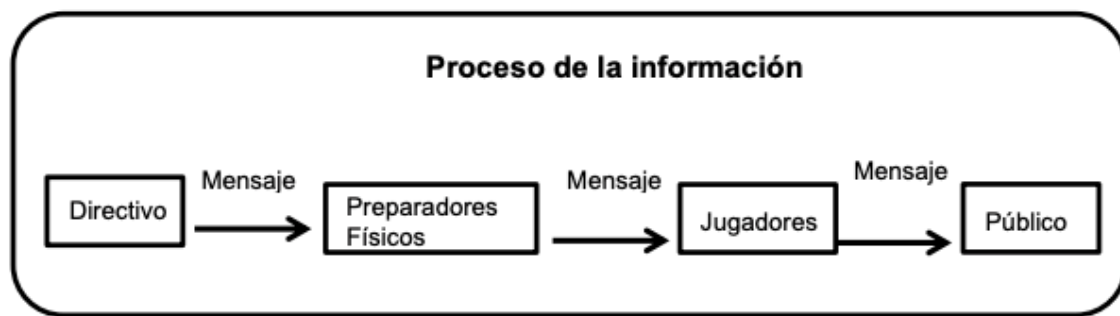 Proceso de la información
Mensaje
Mensaje
Mensaje
Directivo
Preparadores
Físicos
Jugadores
Público